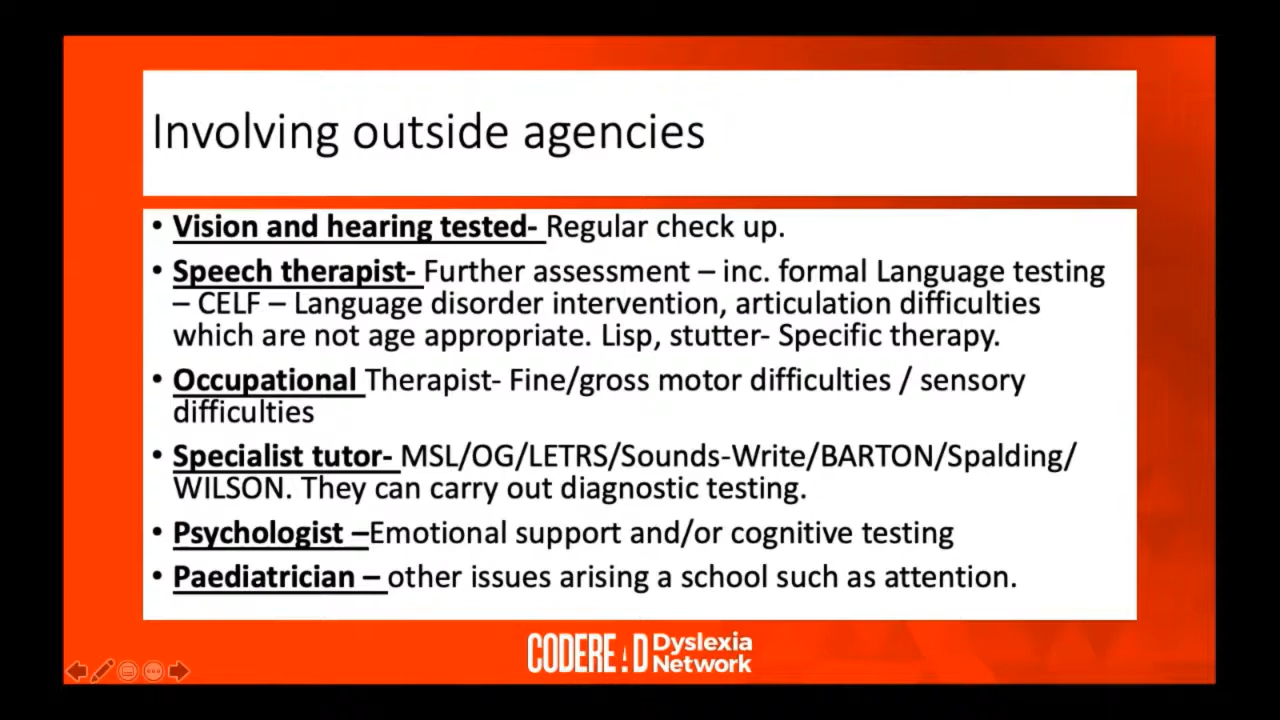 Involving outside agencies
• Vision and hearing tested- Regular check up.
• Speech therapist- Further assessment – inc. formal Language testing
– CELF – Language disorder intervention, articulation difficulties
which are not age appropriate. Lisp, stutter- Specific therapy.
• Occupational Therapist- Fine/gross motor difficulties / sensory
difficulties
• Specialist tutor- MSL/OG/LETRS/Sounds-Write/BARTON/Spalding/
WILSON. They can carry out diagnostic testing.
• Psychologist –Emotional support and/or cognitive testing
• Paediatrician – other issues arising a school such as attention.
CODEREAD Dyslexia
Network